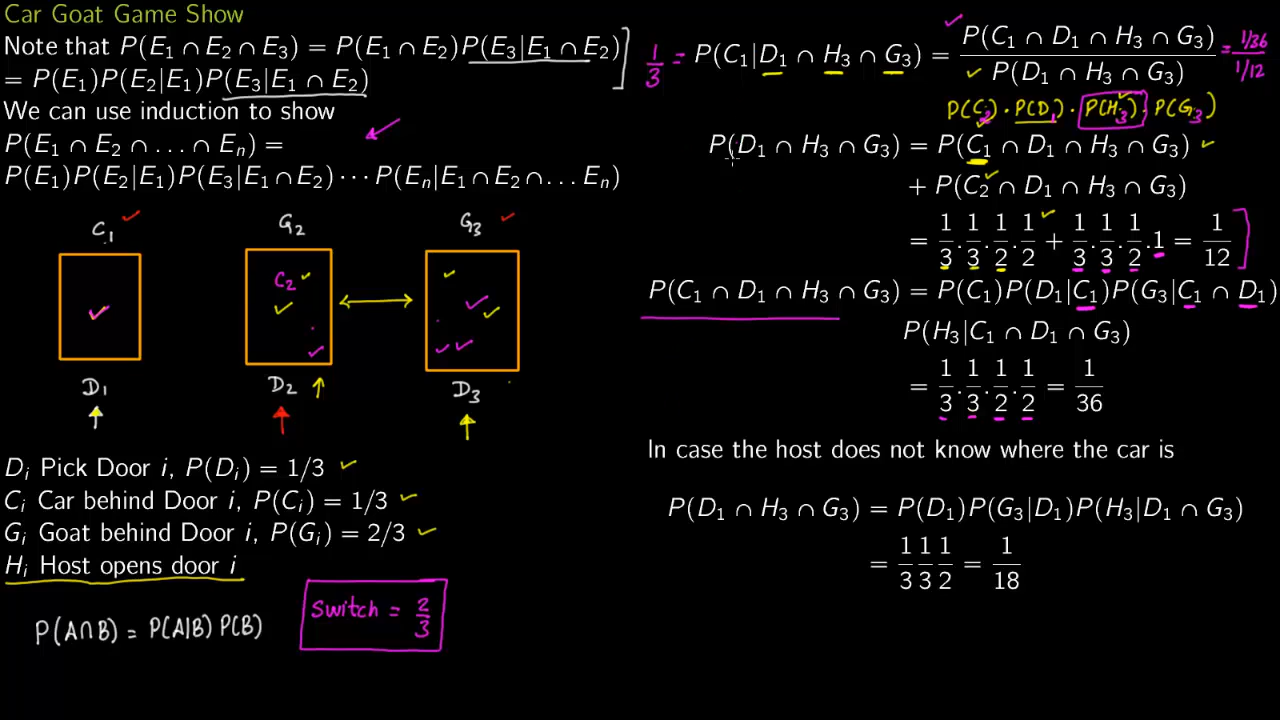 Car Goat Game Show
Note that P(E₁ ∩ E₂ ∩ E₃) = P(E₁ ∩ E₂)P(E₃|E₁ ∩ E₂)
= P(E₁)P(E₂|E₁)P(E₃|E₁ ∩ E₂)
We can use induction to show
P(E₁ ∩ E₂ ∩ … ∩ Eₙ) =
P(E₁)P(E₂|E₁)P(E₃|E₁ ∩ E₂) ⋯ P(Eₙ|E₁ ∩ E₂ ∩ … Eₙ)
C₁ G₂ G₃
C₂
D₁ D₂ D₃
Dᵢ Pick Door i, P(Dᵢ) = 1/3
Cᵢ Car behind Door i, P(Cᵢ) = 1/3
Gᵢ Goat behind Door i, P(Gᵢ) = 2/3
Hᵢ Host opens door i
P(A∩B) = P(A|B) P(B)
Switch = 2/3
1/3 = P(C₁|D₁ ∩ H₃ ∩ G₃) = P(C₁ ∩ D₁ ∩ H₃ ∩ G₃) / P(D₁ ∩ H₃ ∩ G₃) = 1/36 / 1/12
P(C₂) · P(D₁) · P(H₃) · P(G₃)
P(D₁ ∩ H₃ ∩ G₃) = P(C₁ ∩ D₁ ∩ H₃ ∩ G₃)
+ P(C₂ ∩ D₁ ∩ H₃ ∩ G₃)
= 1/3 . 1/3 . 1/2 . 1/2 + 1/3 . 1/3 . 1/2 . 1 = 1/12
P(C₁ ∩ D₁ ∩ H₃ ∩ G₃) = P(C₁)P(D₁|C₁)P(G₃|C₁ ∩ D₁)
P(H₃|C₁ ∩ D₁ ∩ G₃)
= 1/3 . 1/3 . 1/2 . 1/2 = 1/36
In case the host does not know where the car is
P(D₁ ∩ H₃ ∩ G₃) = P(D₁)P(G₃|D₁)P(H₃|D₁ ∩ G₃)
= 1/3 1/3 1/2 = 1/18